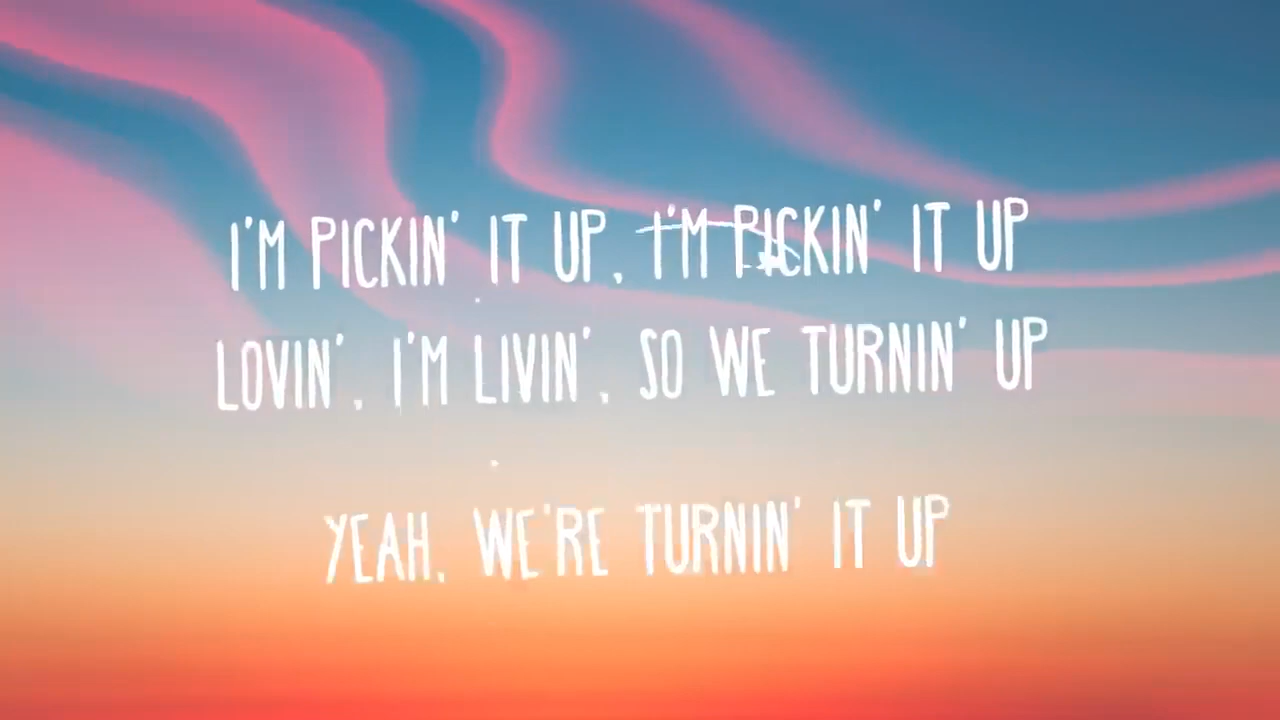 I'M PICKIN' IT UP, I'M PICKIN' IT UP
LOVIN', I'M LIVIN', SO WE TURNIN' UP
YEAH, WE'RE TURNIN' IT UP